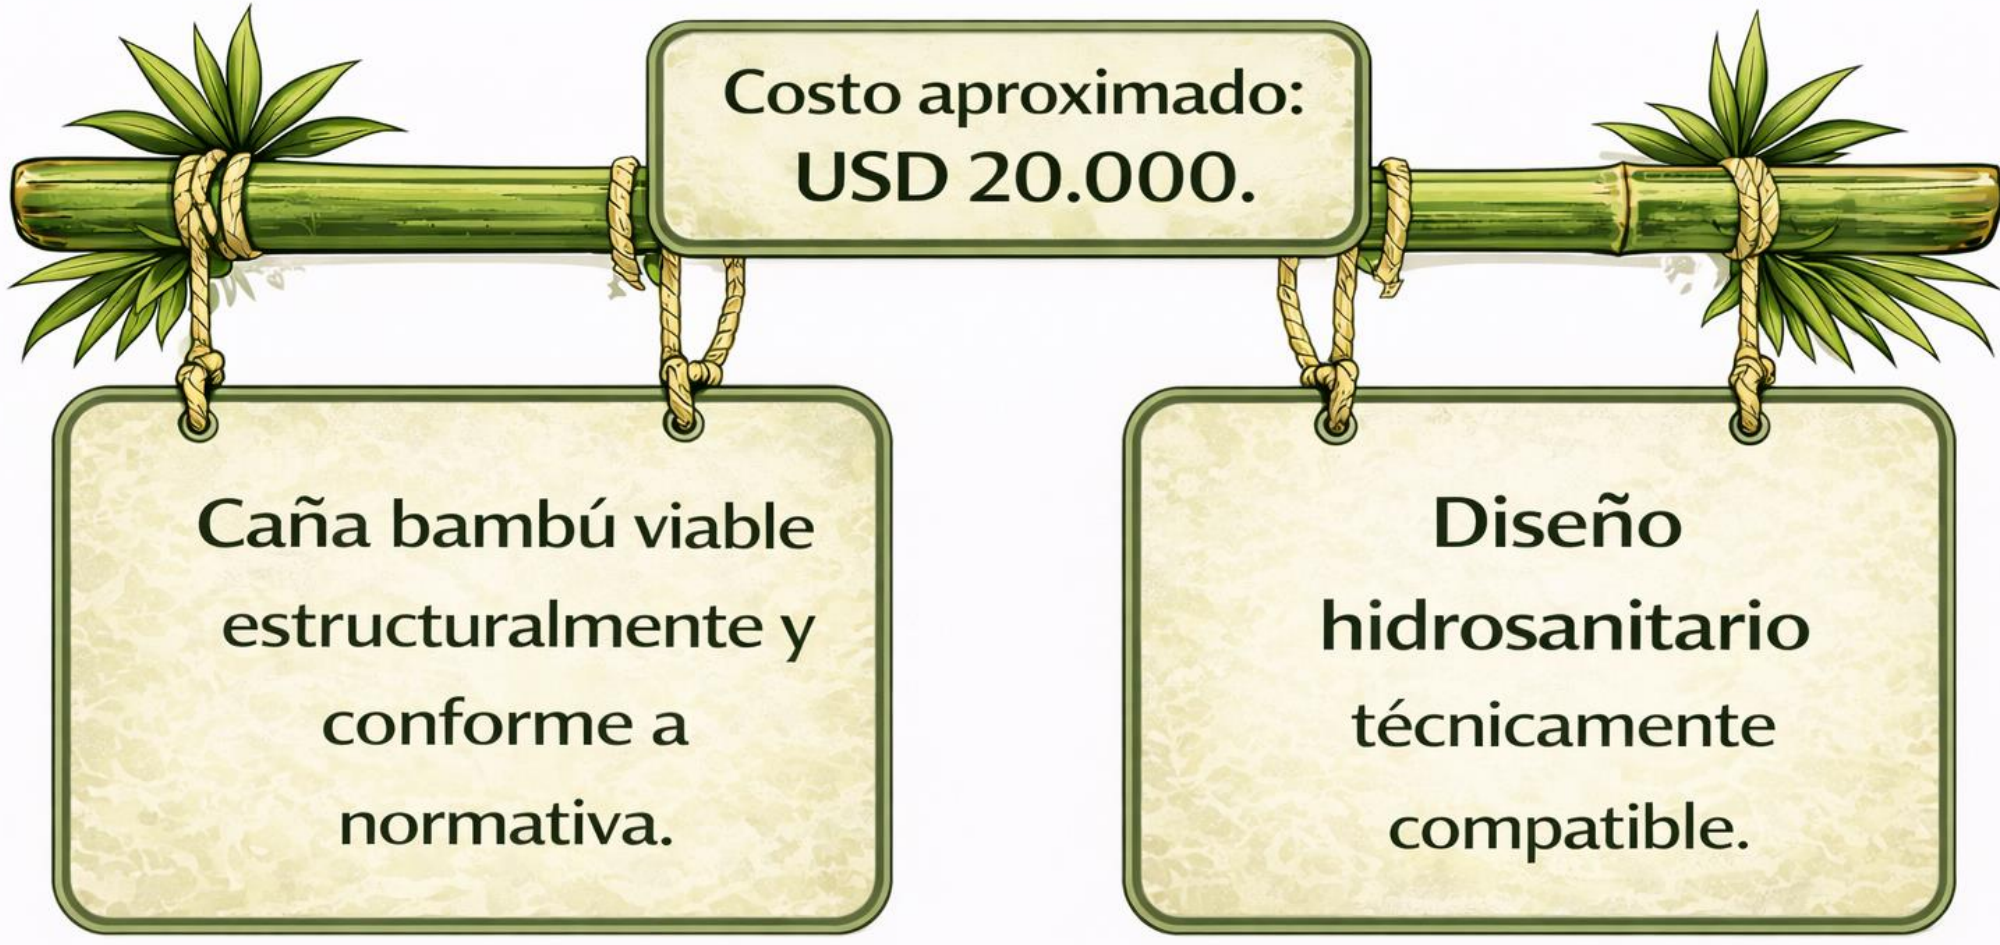 Costo aproximado:
USD 20.000.
Caña bambú viable
estructuralmente y
conforme a
normativa.
Diseño
hidrosanitario
técnicamente
compatible.